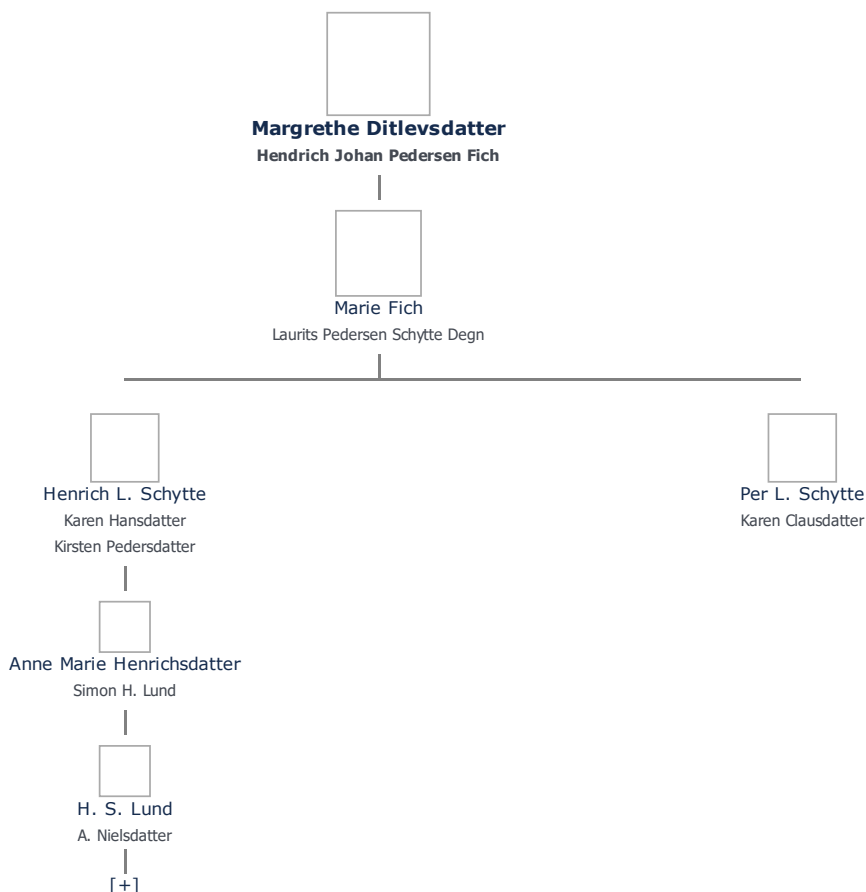 Margrethe Ditlevsdatter
Hendrich Johan Pedersen Fich
Marie Fich
Laurits Pedersen Schytte Degn
Henrich L. Schytte
Karen Hansdatter
Kirsten Pedersdatter
Per L. Schytte
Karen Clausdatter
Anne Marie Henrichsdatter
Simon H. Lund
H. S. Lund
A. Nielsdatter
[+]